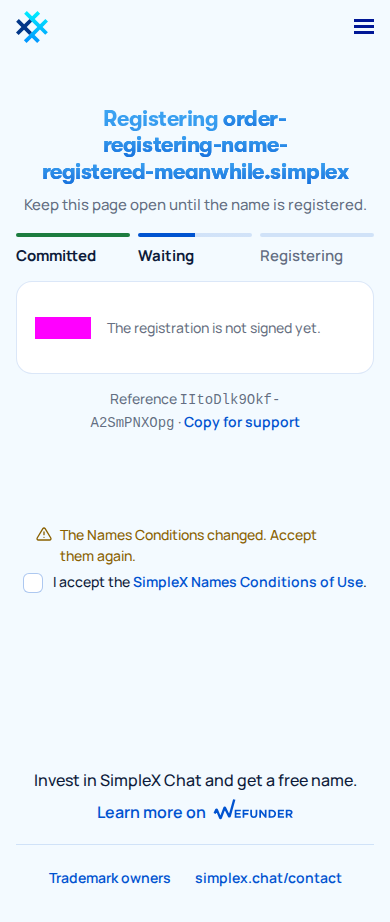 Registering order-
registering-name-
registered-meanwhile.simplex
Keep this page open until the name is registered.
Committed
Waiting
Registering
The registration is not signed yet.
Reference IItoDlk9Okf-
A2SmPNXOpg · Copy for support
The Names Conditions changed. Accept
them again.
I accept the SimpleX Names Conditions of Use.
Invest in SimpleX Chat and get a free name.
Learn more on WEFUNDER
Trademark owners
simplex.chat/contact